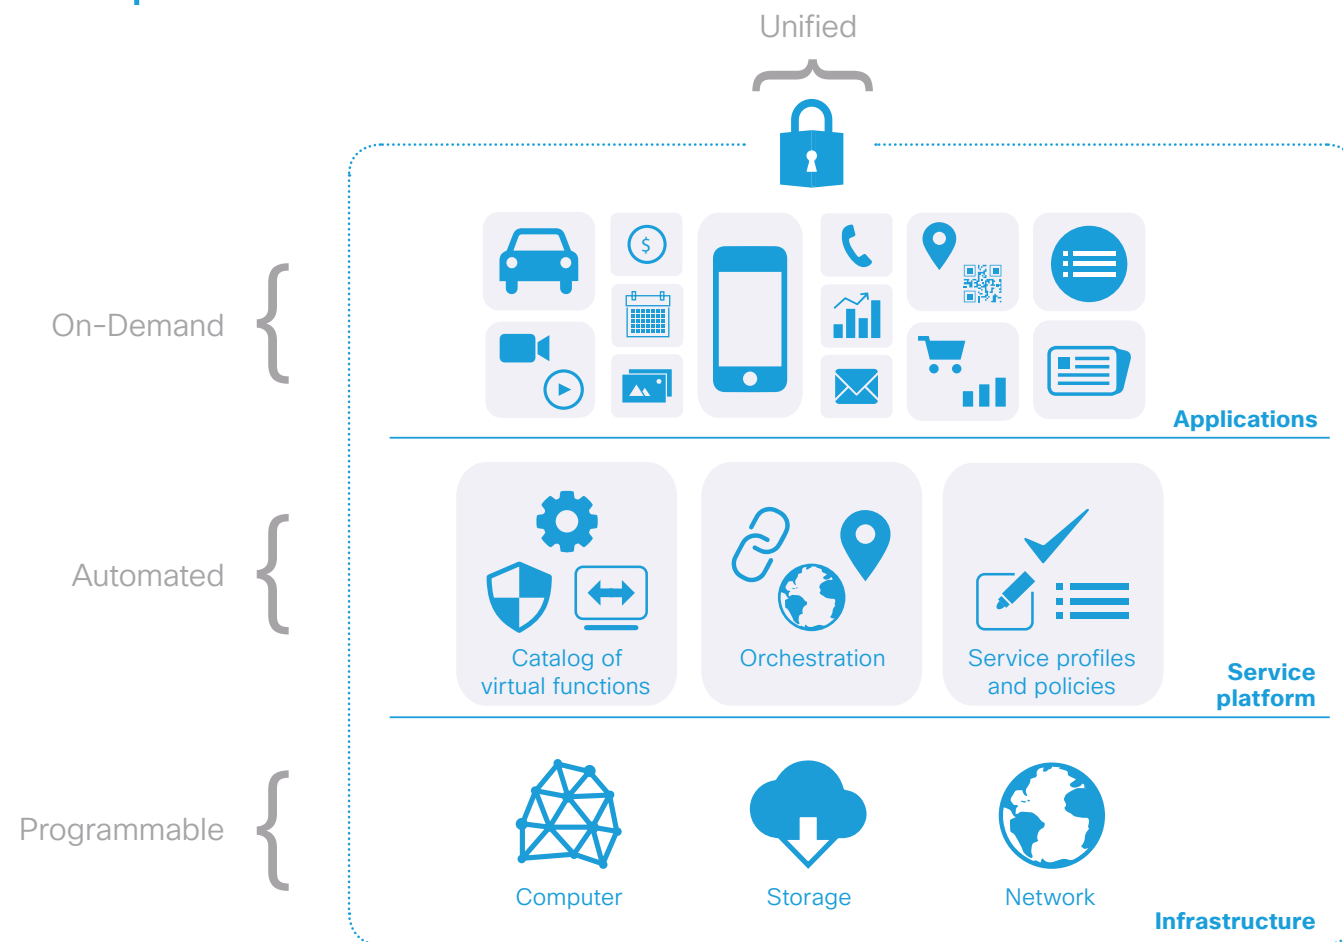 Unified
On-Demand
$
Applications
Automated
Catalog of
virtual functions
Orchestration
Service profiles
and policies
Service
platform
Programmable
Computer
Storage
Network
Infrastructure